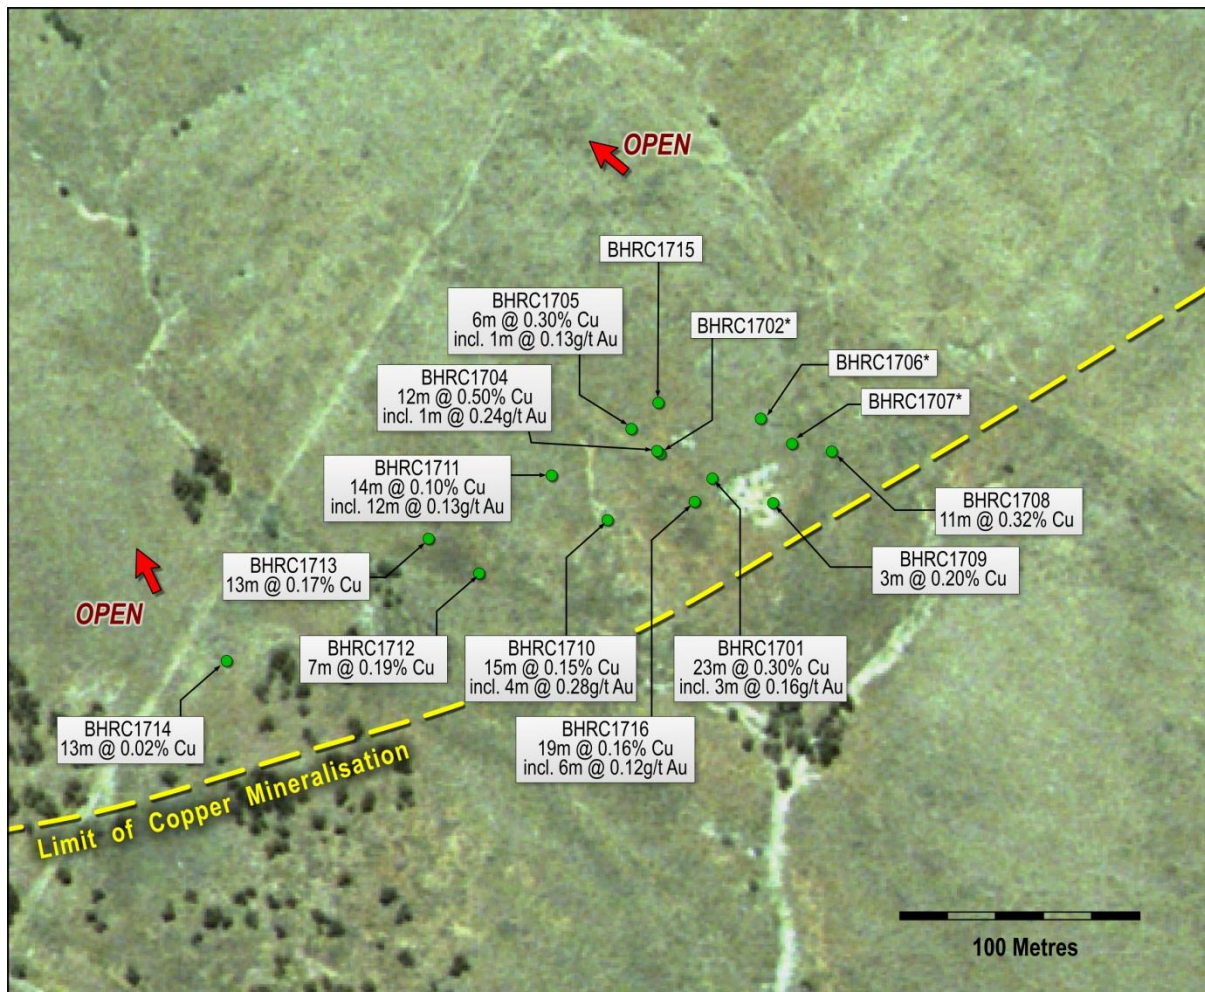 OPEN
BHRC1715
BHRC1705
6m @ 0.30% Cu
incl. 1m @ 0.13g/t Au
BHRC1702*
BHRC1706*
BHRC1704
12m @ 0.50% Cu
incl. 1m @ 0.24g/t Au
BHRC1707*
BHRC1711
14m @ 0.10% Cu
incl. 12m @ 0.13g/t Au
BHRC1708
11m @ 0.32% Cu
BHRC1713
13m @ 0.17% Cu
BHRC1709
3m @ 0.20% Cu
OPEN
BHRC1712
7m @ 0.19% Cu
BHRC1710
15m @ 0.15% Cu
incl. 4m @ 0.28g/t Au
BHRC1701
23m @ 0.30% Cu
incl. 3m @ 0.16g/t Au
BHRC1714
13m @ 0.02% Cu
BHRC1716
19m @ 0.16% Cu
incl. 6m @ 0.12g/t Au
Limit of Copper Mineralisation
100 Metres